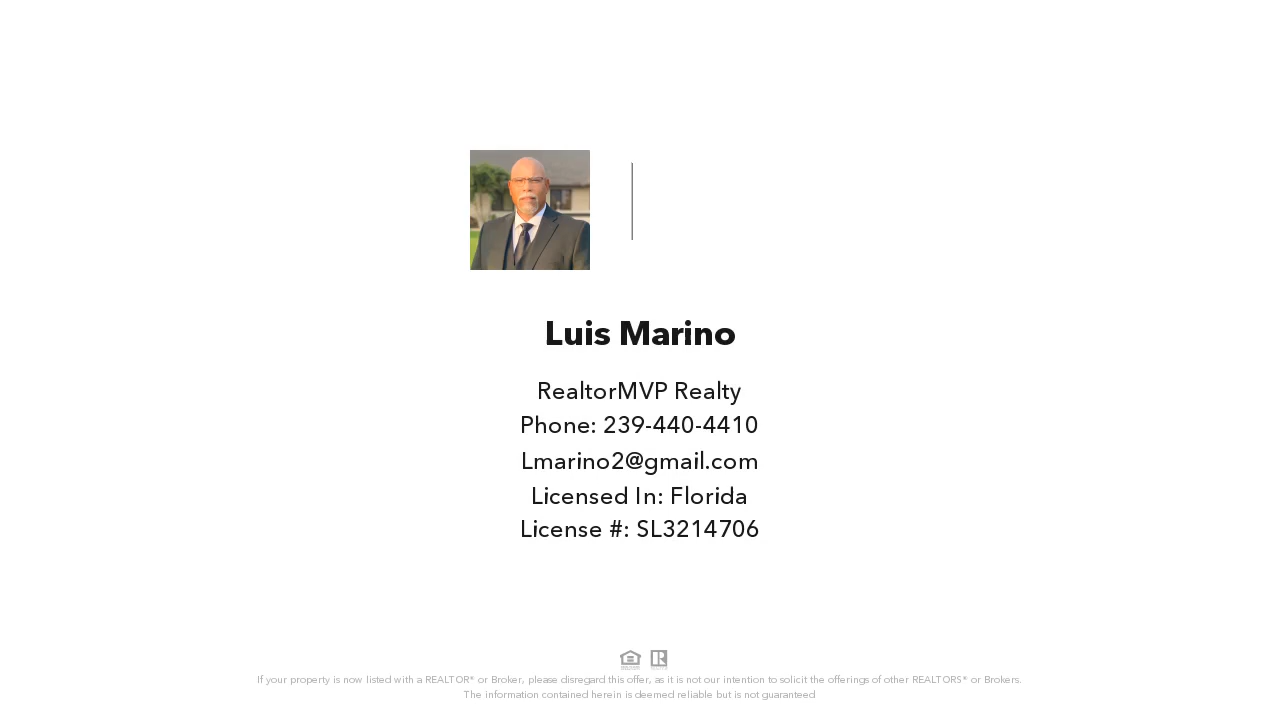 Luis Marino
RealtorMVP Realty
Phone: 239-440-4410
Lmarino2@gmail.com
Licensed In: Florida
License #: SL3214706
If your property is now listed with a REALTOR® or Broker, please disregard this offer, as it is not our intention to solicit the offerings of other REALTORS® or Brokers.
The information contained herein is deemed reliable but is not guaranteed